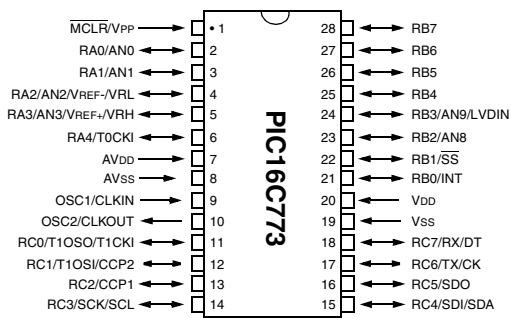 MCLR/VPP
RA0/AN0
RA1/AN1
RA2/AN2/VREF-/VRL
RA3/AN3/VREF+/VRH
RA4/T0CKI
AVDD
AVSS
OSC1/CLKIN
OSC2/CLKOUT
RC0/T1OSO/T1CKI
RC1/T1OSI/CCP2
RC2/CCP1
RC3/SCK/SCL
• 1
2
3
4
5
6
7
8
9
10
11
12
13
14
PIC16C773
28
27
26
25
24
23
22
21
20
19
18
17
16
15
RB7
RB6
RB5
RB4
RB3/AN9/LVDIN
RB2/AN8
RB1/SS
RB0/INT
VDD
VSS
RC7/RX/DT
RC6/TX/CK
RC5/SDO
RC4/SDI/SDA